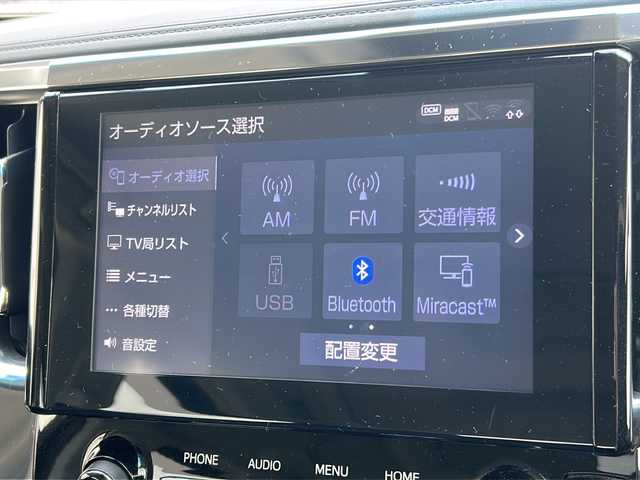 DCM
DCM
オーディオソース選択
オーディオ選択
チャンネルリスト
TV局リスト
メニュー
各種切替
音設定
AM
FM
交通情報
USB
Bluetooth
Miracast™
配置変更
PHONE
AUDIO
MENU
HOME